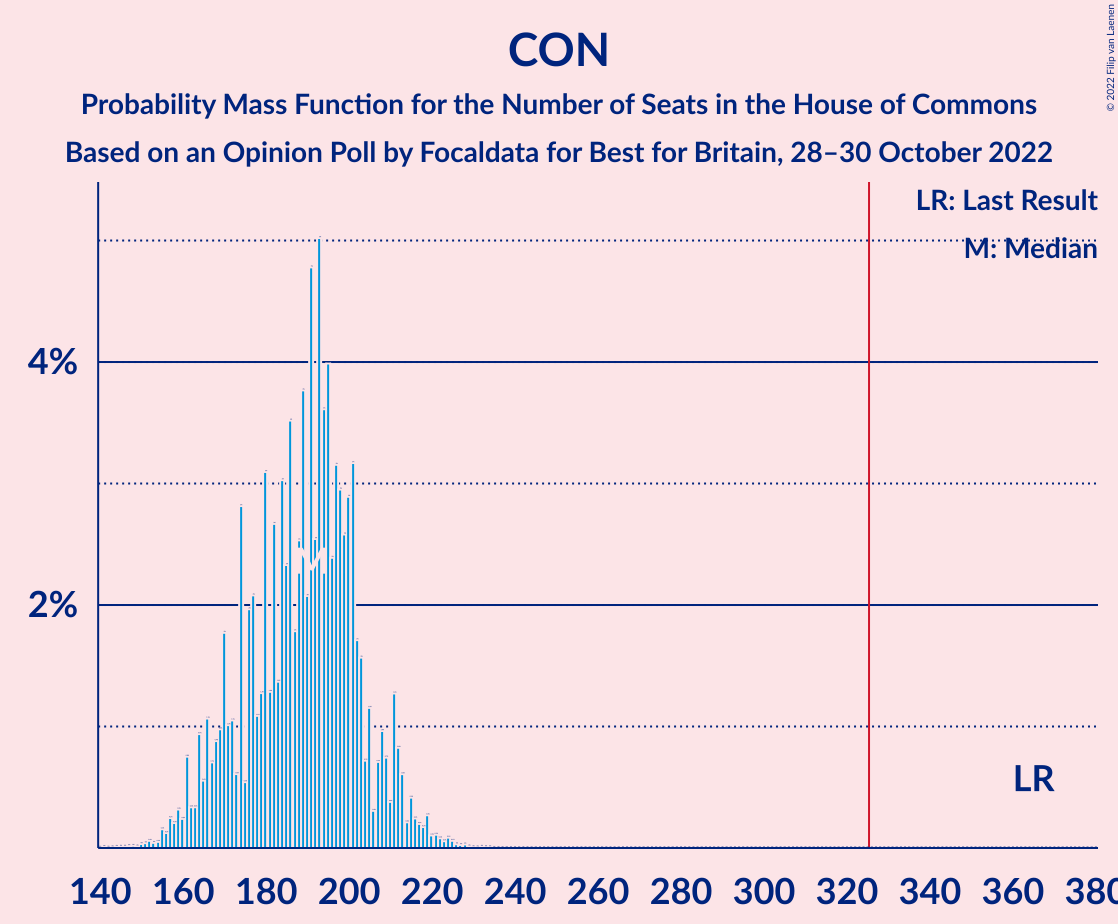 CON
Probability Mass Function for the Number of Seats in the House of Commons
Based on an Opinion Poll by Focaldata for Best for Britain, 28–30 October 2022
© 2022 Filip van Laenen
LR: Last Result
M: Median
4%
2%
M
LR
140 160 180 200 220 240 260 280 300 320 340 360 380